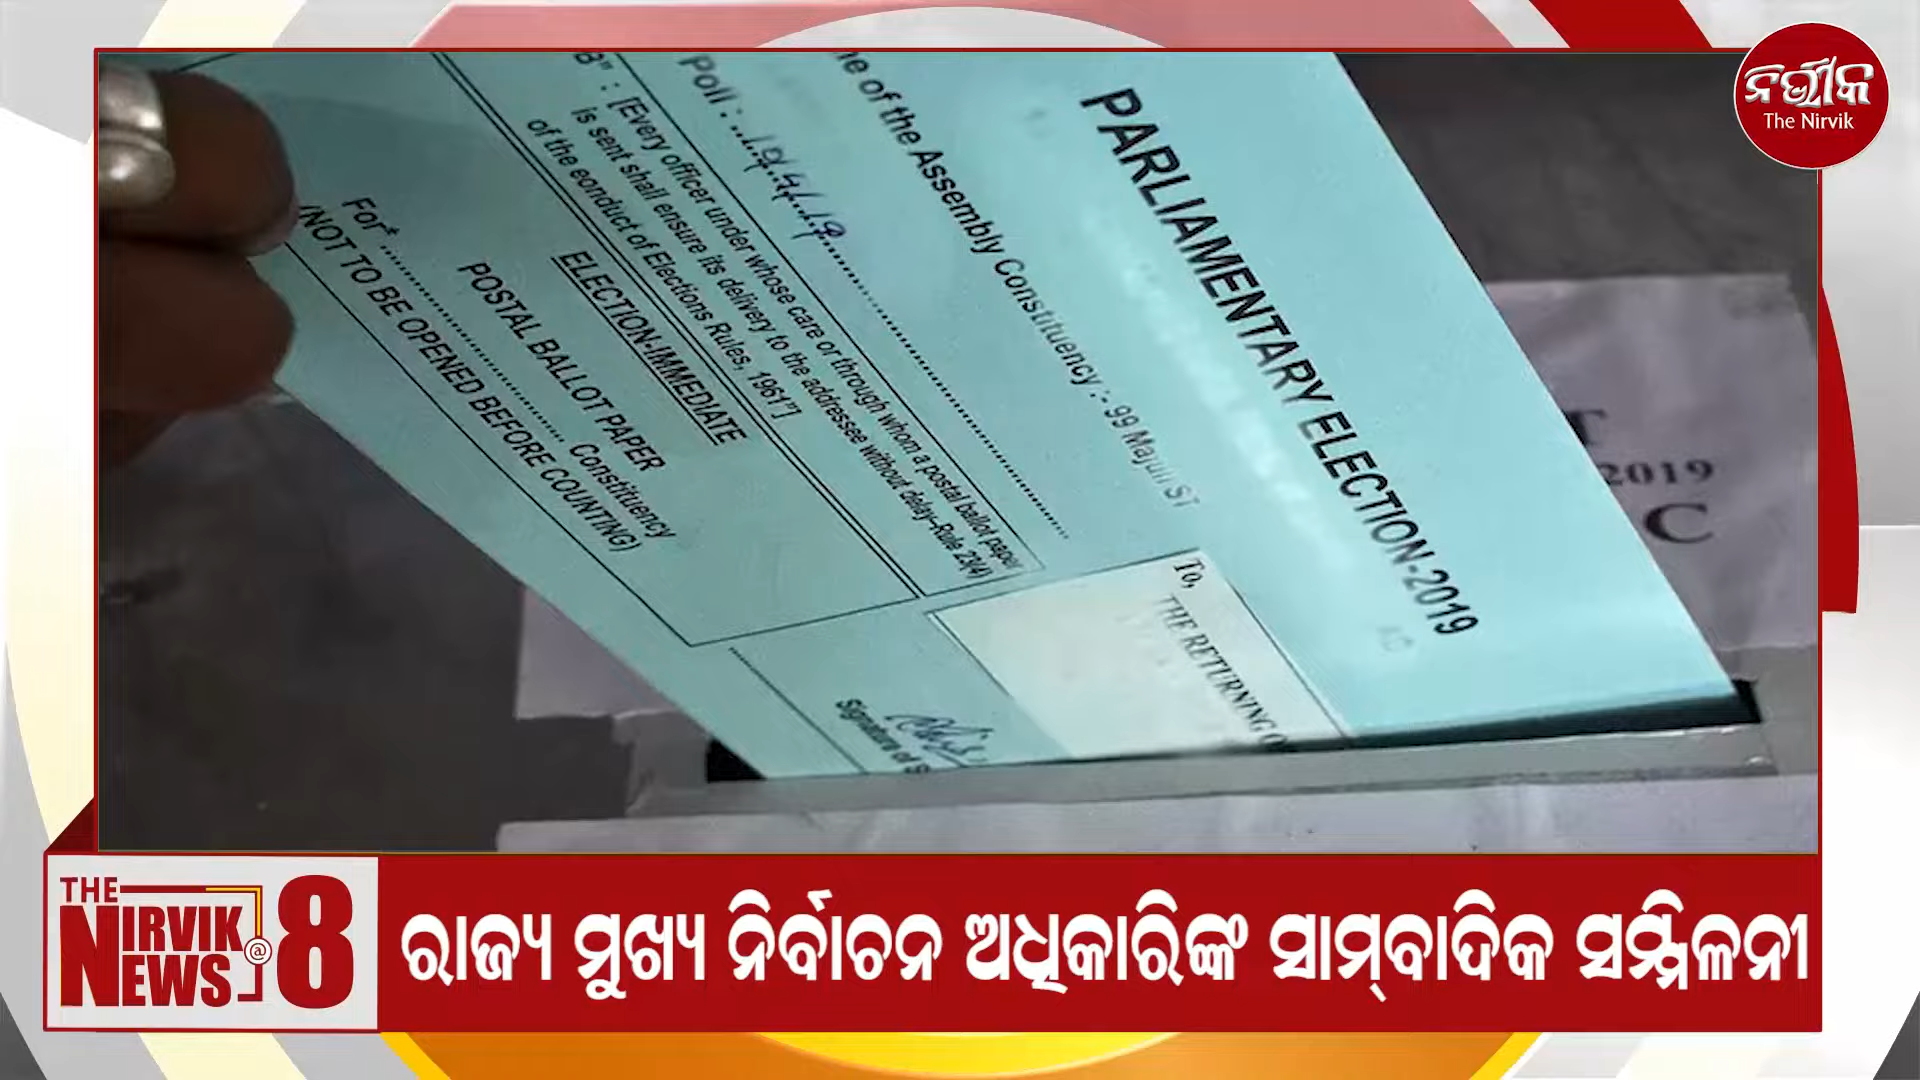 ନିର୍ଭୀକ
The Nirvik
PARLIAMENTARY ELECTION-2019
of the Assembly Constituency :- 99 Majuli ST
Poll : 19/4/19
B" : [Every officer under whose care or through whom a postal ballot paper
is sent shall ensure its delivery to the addressee without delay-Rule 23(4)
of the conduct of Elections Rules, 1961"]
ELECTION-IMMEDIATE
POSTAL BALLOT PAPER
For* Constituency
(NOT TO BE OPENED BEFORE COUNTING)
To,
THE RETURNING
Signature of
2019
C
THE
NIRVIK
NEWS @ 8
ରାଜ୍ୟ ମୁଖ୍ୟ ନିର୍ବାଚନ ଅଧିକାରିଙ୍କ ସାମ୍‌ବାଦିକ ସମ୍ମିଳନୀ